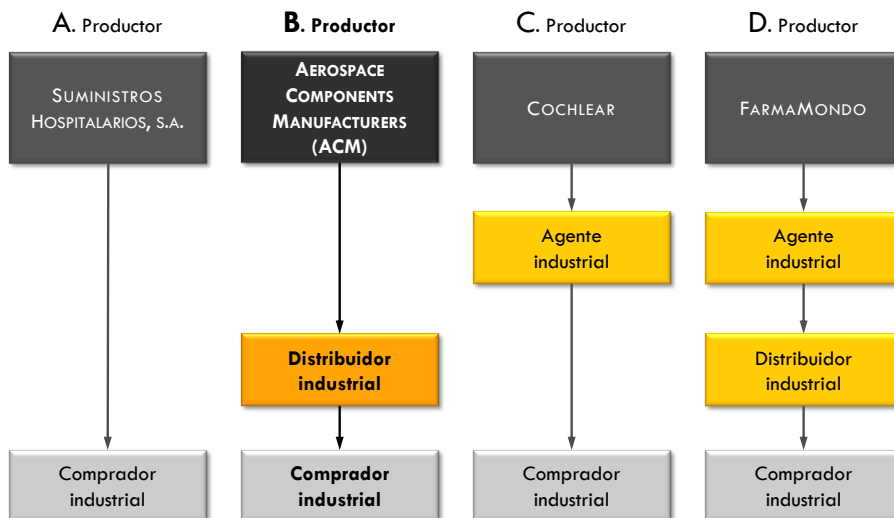 A. Productor
SUMINISTROS
HOSPITALARIOS, S.A.
Comprador
industrial
B. Productor
AEROSPACE
COMPONENTS
MANUFACTURERS
(ACM)
Distribuidor
industrial
Comprador
industrial
C. Productor
COCHLEAR
Agente
industrial
Comprador
industrial
D. Productor
FARMAMONDO
Agente
industrial
Distribuidor
industrial
Comprador
industrial